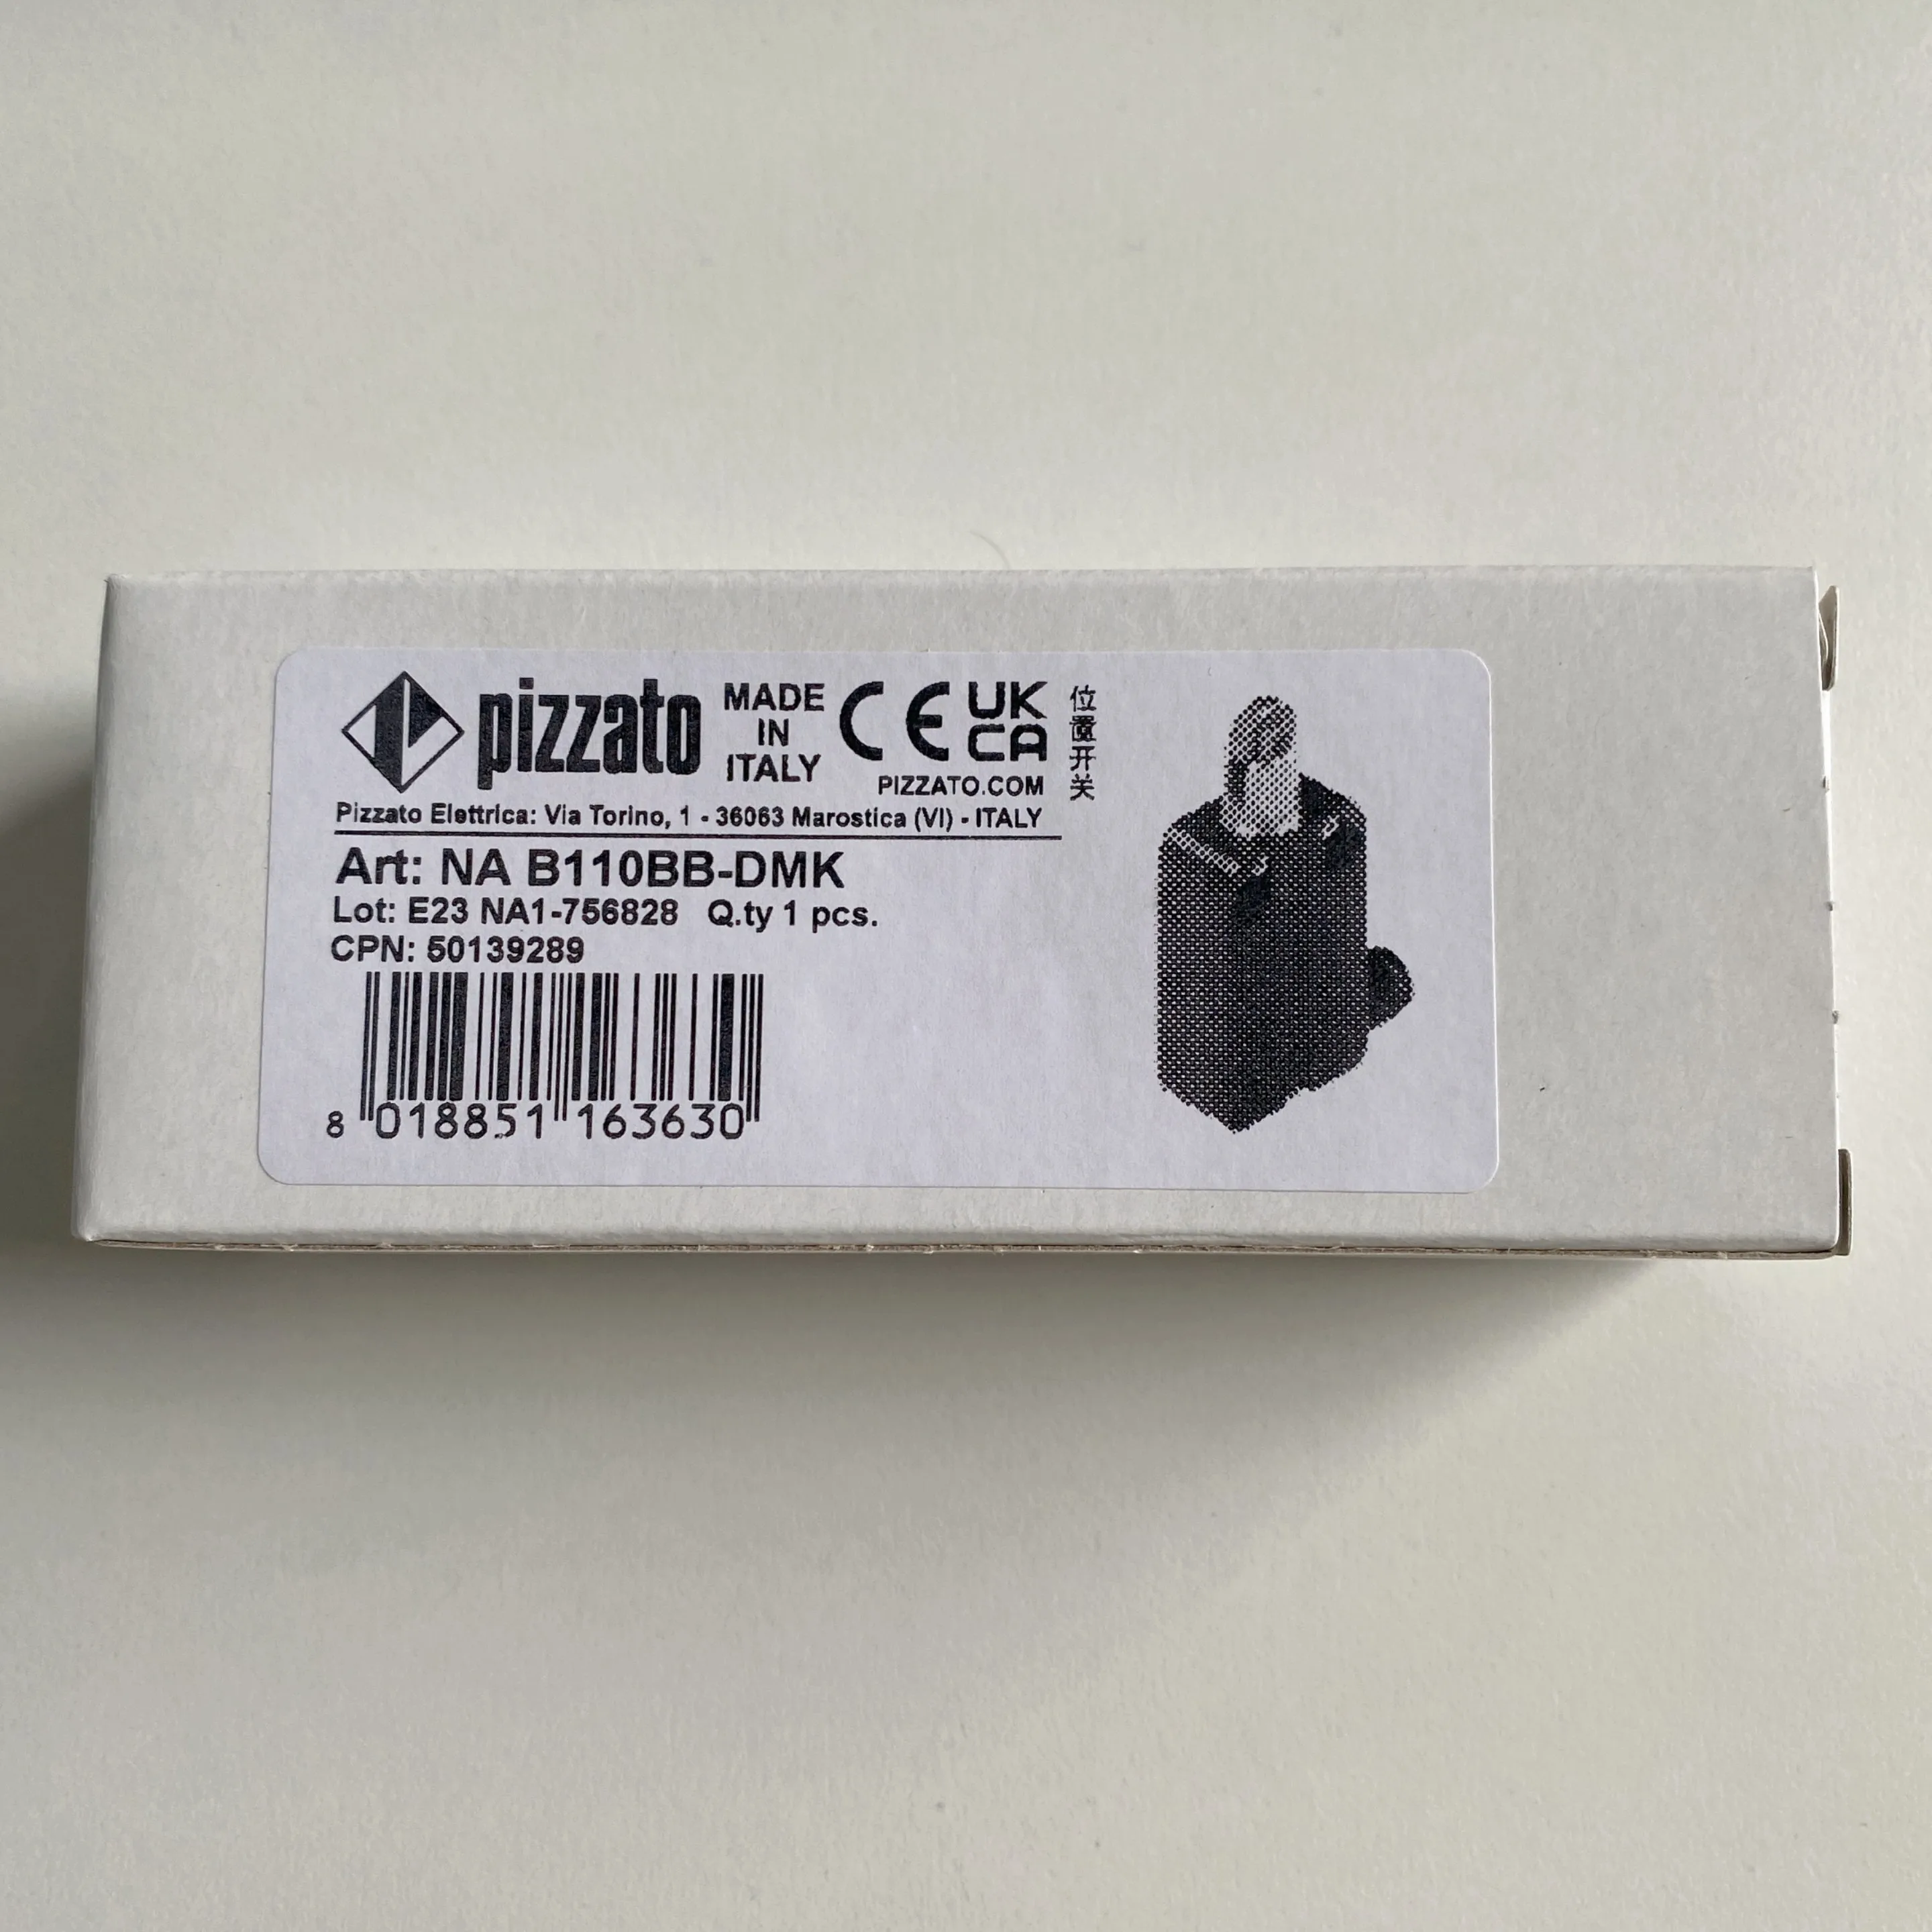 pizzato
MADE
IN
ITALY
CE
UK
CA
PIZZATO.COM
位置开关
Pizzato Elettrica: Via Torino, 1 - 36063 Marostica (VI) - ITALY
Art: NA B110BB-DMK
Lot: E23 NA1-756828 Q.ty 1 pcs.
CPN: 50139289
8 018851 163630